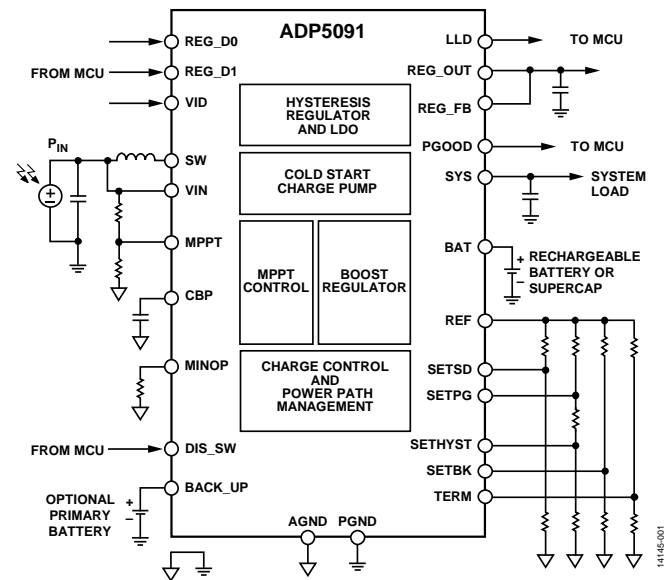 ADP5091
REG_D0
FROM MCU
REG_D1
VID
PIN
SW
VIN
MPPT
CBP
MINOP
FROM MCU
DIS_SW
BACK_UP
OPTIONAL
PRIMARY
BATTERY
HYSTERESIS
REGULATOR
AND LDO
COLD START
CHARGE PUMP
MPPT
CONTROL
BOOST
REGULATOR
CHARGE CONTROL
AND
POWER PATH
MANAGEMENT
AGND
PGND
LLD
TO MCU
REG_OUT
REG_FB
PGOOD
TO MCU
SYS
SYSTEM
LOAD
BAT
+
RECHARGEABLE
BATTERY OR
SUPERCAP
REF
SETSD
SETPG
SETHYST
SETBK
TERM
14145-001